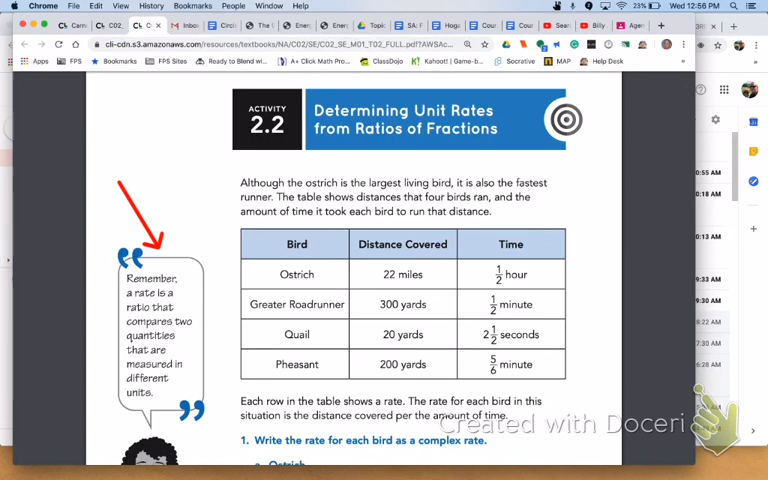 Chrome File Edit View History Bookmarks People Window Help
23% Wed 12:56 PM
cli-cdn.s3.amazonaws.com/resources/textbooks/NA/C02/SE/C02_SE_M01_T02_FULL.pdf?AWSAc...
Apps FPS Bookmarks FPS Sites Ready to Blend wi... A+ Click Math Pro... ClassDojo Kahoot! | Game-b... Socrative MAP Help Desk
ACTIVITY
2.2
Determining Unit Rates
from Ratios of Fractions
Although the ostrich is the largest living bird, it is also the fastest
runner. The table shows distances that four birds ran, and the
amount of time it took each bird to run that distance.
Bird Distance Covered Time
Ostrich 22 miles 1/2 hour
Greater Roadrunner 300 yards 1/2 minute
Quail 20 yards 2 1/2 seconds
Pheasant 200 yards 5/6 minute
Remember,
a rate is a
ratio that
compares two
quantities
that are
measured in
different
units.
Each row in the table shows a rate. The rate for each bird in this
situation is the distance covered per the amount of time.
1. Write the rate for each bird as a complex rate.
a. Ostrich
Created with Doceri